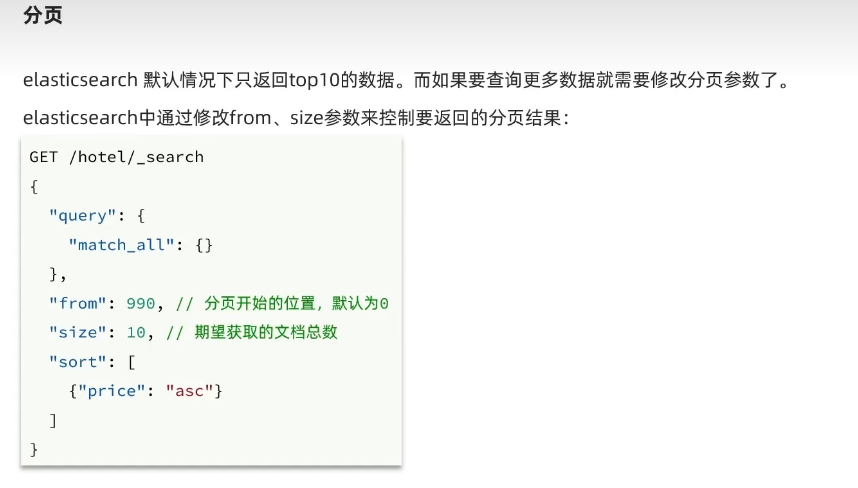 分页
elasticsearch 默认情况下只返回top10的数据。而如果要查询更多数据就需要修改分页参数了。
elasticsearch中通过修改from、size参数来控制要返回的分页结果：
GET /hotel/_search
{
  "query": {
    "match_all": {}
  },
  "from": 990, // 分页开始的位置，默认为0
  "size": 10, // 期望获取的文档总数
  "sort": [
    {"price": "asc"}
  ]
}